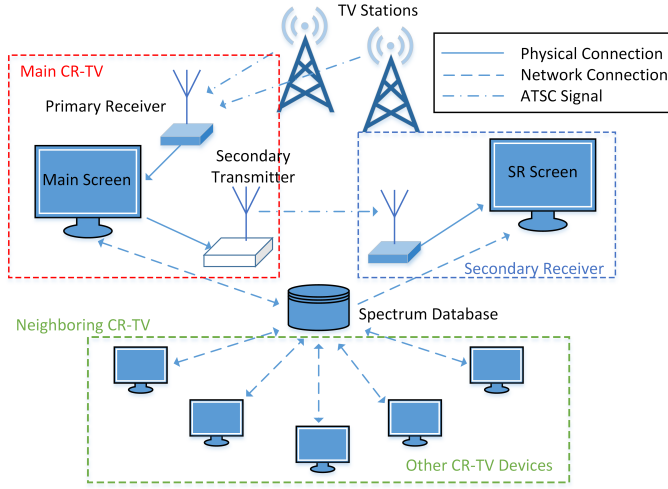 TV Stations
Physical Connection
Network Connection
ATSC Signal
Main CR-TV
Primary Receiver
Secondary
Transmitter
Main Screen
SR Screen
Secondary Receiver
Spectrum Database
Neighboring CR-TV
Other CR-TV Devices